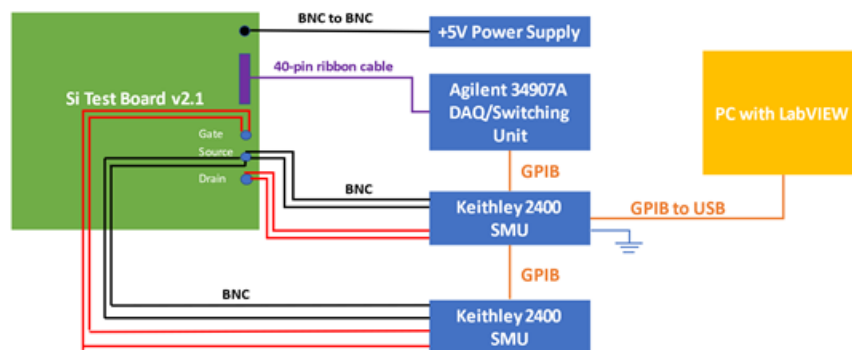 BNC to BNC
+5V Power Supply
40-pin ribbon cable
Si Test Board v2.1
Agilent 34907A
DAQ/Switching
Unit
PC with LabVIEW
Gate
Source
Drain
GPIB
BNC
Keithley 2400
SMU
GPIB to USB
GPIB
BNC
Keithley 2400
SMU